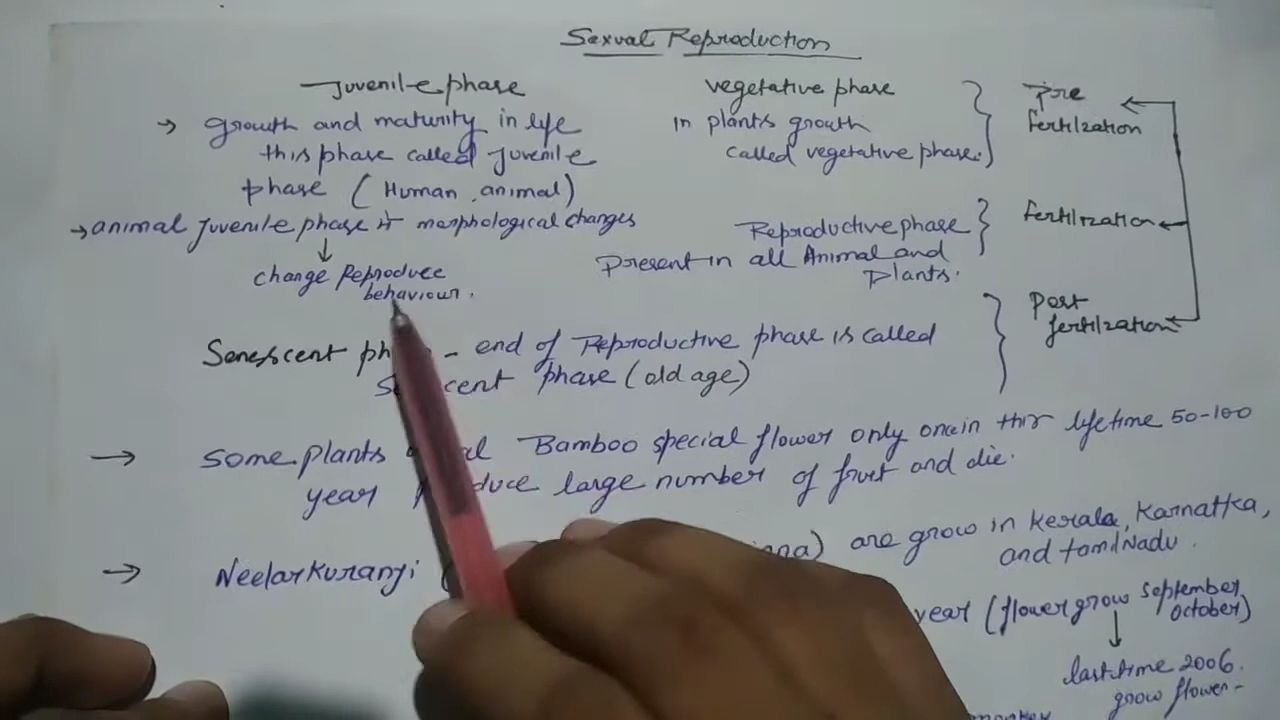 Sexual Reproduction
Juvenile phase
→ growth and maturity in life
this phase called juvenile
phase (Human, animal)
→ animal juvenile phase it morphological changes
↓
change Reproduce
behaviour.
vegetative phase
In plants growth
called vegetative phase.
Reproductive phase
Present in all Animal and
Plants.
Pre
fertilzation
fertilization
Post
fertilization
Senescent - end of Reproductive phase is called
phase (old age)
→ some plants Bamboo special flower only in thir lifetime 50-100
year large number of fruit and die.
→ Neelarkuranji are grow in Kerala, Karnatka,
and tamilNadu.
year (flower grow september
october)
↓
last time 2006.
grow flower-